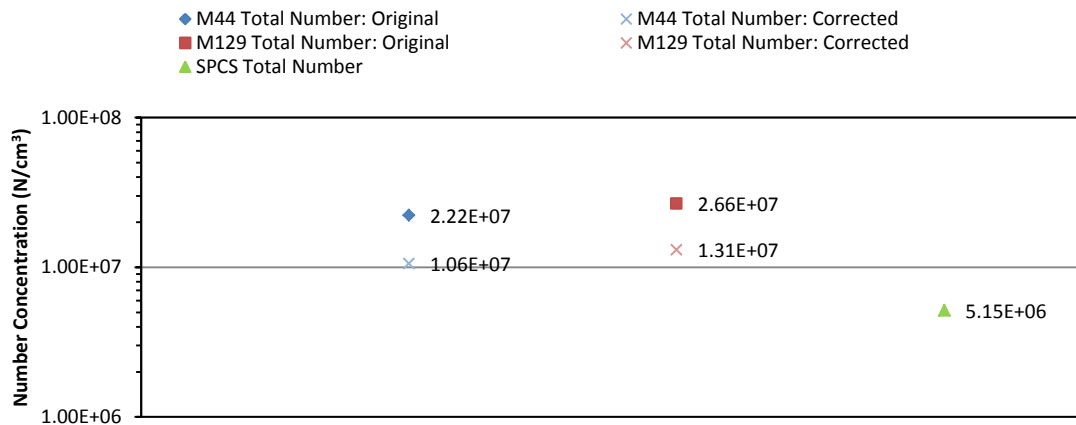 M44 Total Number: Original
M44 Total Number: Corrected
M129 Total Number: Original
M129 Total Number: Corrected
SPCS Total Number
Number Concentration (N/cm³)
1.00E+08
1.00E+07
1.00E+06
2.22E+07
1.06E+07
2.66E+07
1.31E+07
5.15E+06